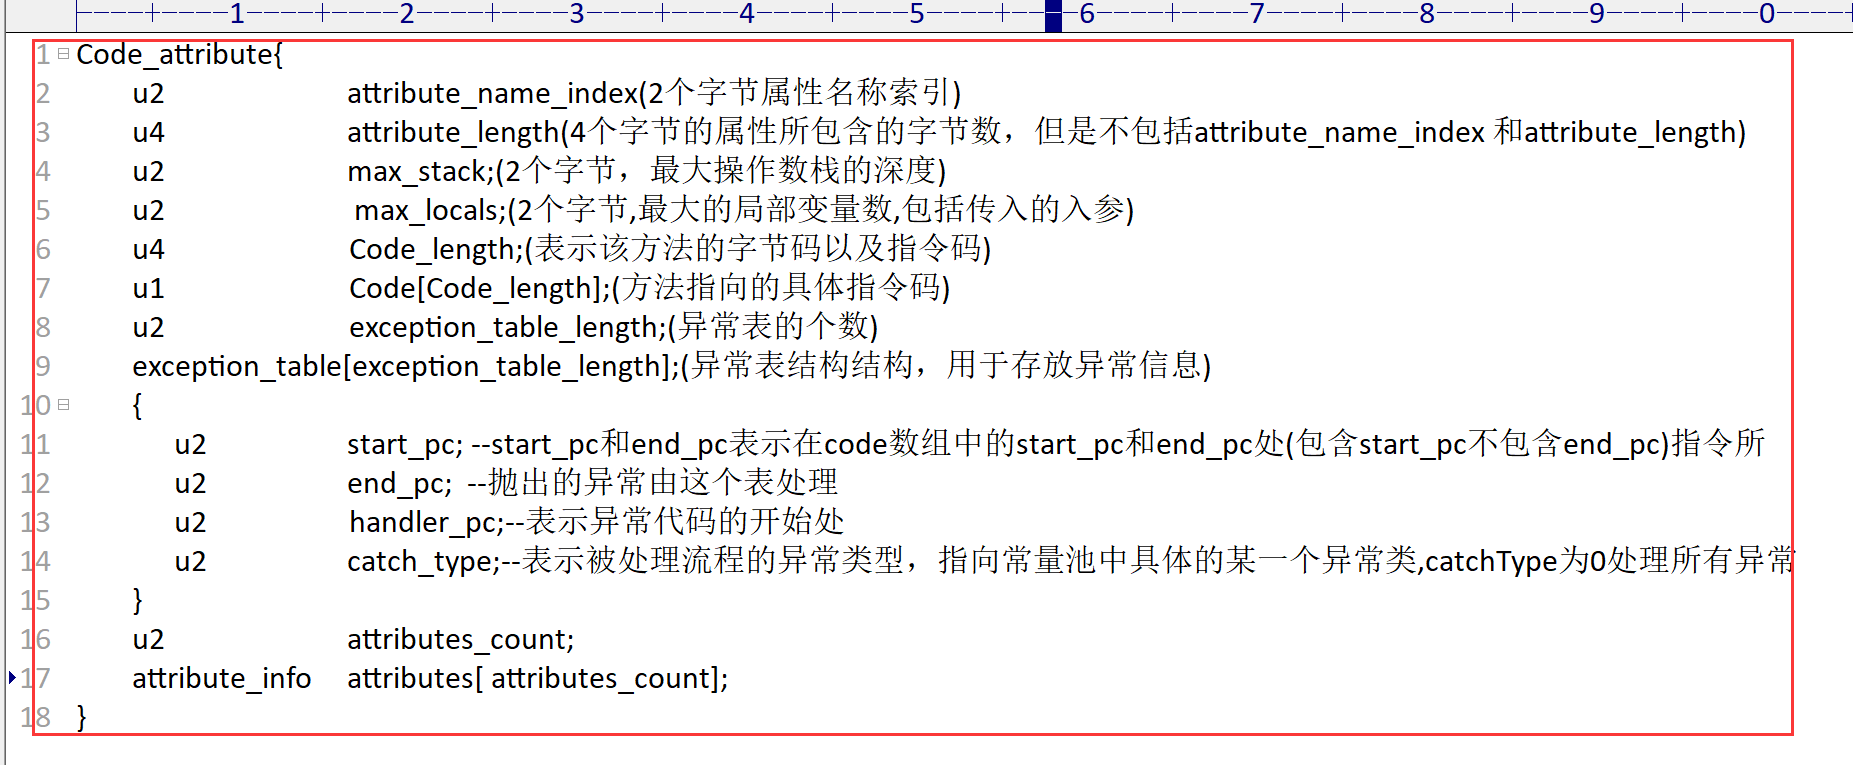 1 2 3 4 5 6 7 8 9 0
1 Code_attribute{
2 u2 attribute_name_index(2个字节属性名称索引)
3 u4 attribute_length(4个字节的属性所包含的字节数，但是不包括attribute_name_index 和attribute_length)
4 u2 max_stack;(2个字节，最大操作数栈的深度)
5 u2 max_locals;(2个字节,最大的局部变量数,包括传入的入参)
6 u4 Code_length;(表示该方法的字节码以及指令码)
7 u1 Code[Code_length];(方法指向的具体指令码)
8 u2 exception_table_length;(异常表的个数)
9 exception_table[exception_table_length];(异常表结构结构，用于存放异常信息)
10 {
11 u2 start_pc; --start_pc和end_pc表示在code数组中的start_pc和end_pc处(包含start_pc不包含end_pc)指令所
12 u2 end_pc; --抛出的异常由这个表处理
13 u2 handler_pc;--表示异常代码的开始处
14 u2 catch_type;--表示被处理流程的异常类型，指向常量池中具体的某一个异常类,catchType为0处理所有异常
15 }
16 u2 attributes_count;
17 attribute_info attributes[ attributes_count];
18 }